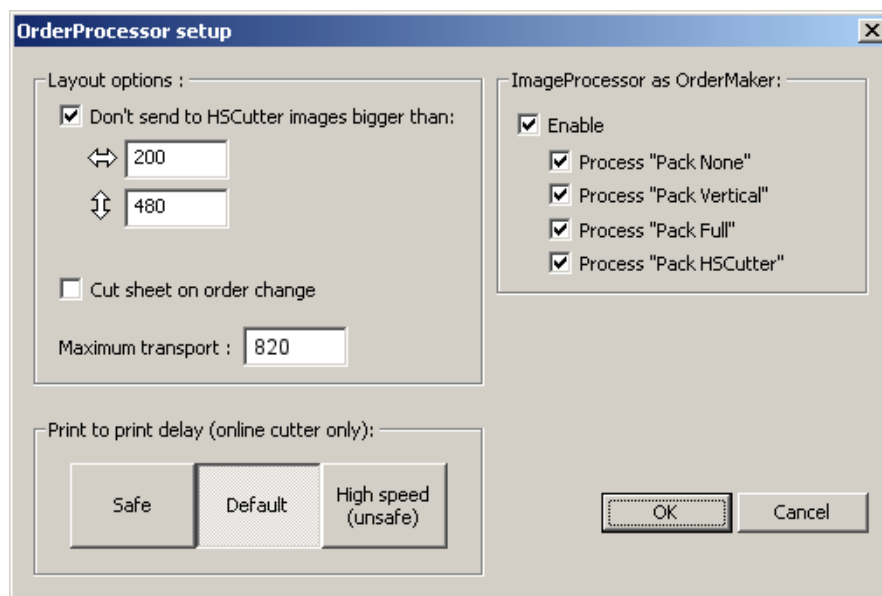 OrderProcessor setup
Layout options :
Don't send to HSCutter images bigger than:
200
480
Cut sheet on order change
Maximum transport :
820
ImageProcessor as OrderMaker:
Enable
Process "Pack None"
Process "Pack Vertical"
Process "Pack Full"
Process "Pack HSCutter"
Print to print delay (online cutter only):
Safe
Default
High speed
(unsafe)
OK
Cancel